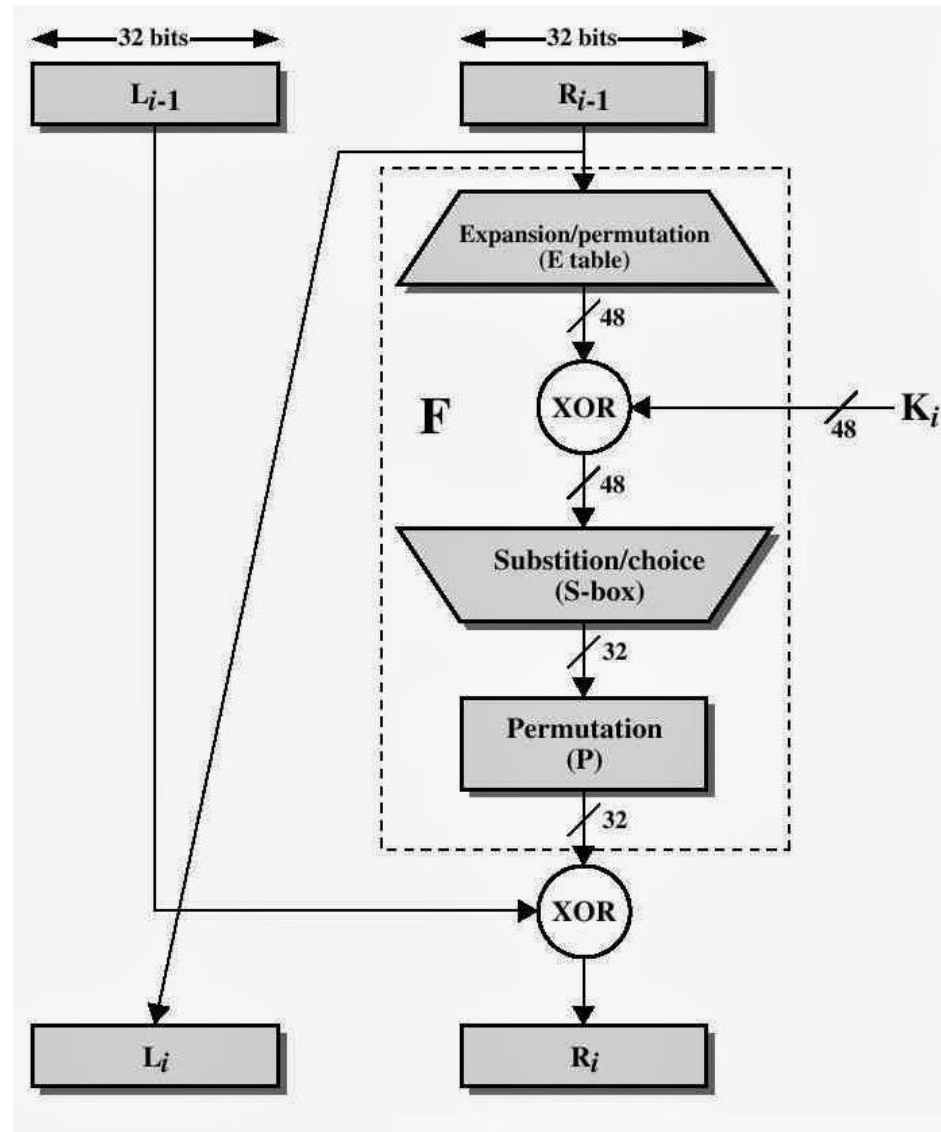 32 bits
32 bits
Li-1
Ri-1
Expansion/permutation
(E table)
48
F
XOR
48
Ki
48
Substition/choice
(S-box)
32
Permutation
(P)
32
XOR
Li
Ri